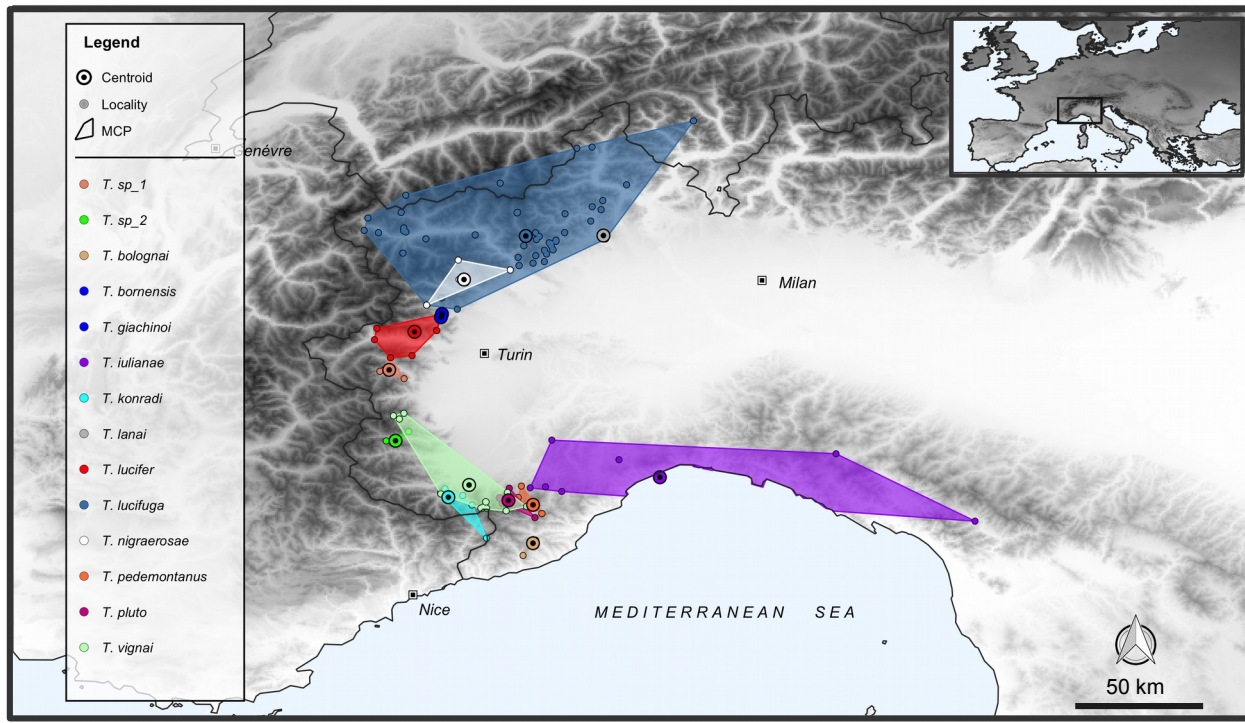 Legend
Centroid
Locality
MCP
T. sp_1
T. sp_2
T. bolognai
T. bornensis
T. giachinoi
T. iulianae
T. konradi
T. lanai
T. lucifer
T. lucifuga
T. nigraerosae
T. pedemontanus
T. pluto
T. vignai
Genévre
Milan
Turin
Nice
MEDITERRANEAN SEA
50 km